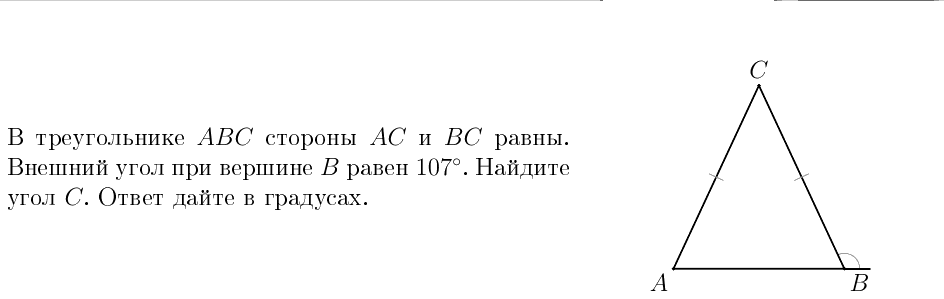 C
В треугольнике ABC стороны AC и BC равны.
Внешний угол при вершине B равен 107°. Найдите
угол C. Ответ дайте в градусах.
A B